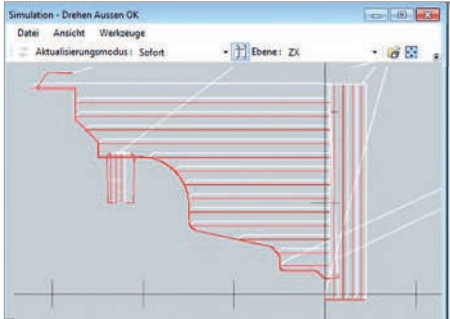 Simulation - Drehen Aussen OK
Datei Ansicht Werkzeuge
Aktualisierungsmodus: Sofort Ebene: ZX